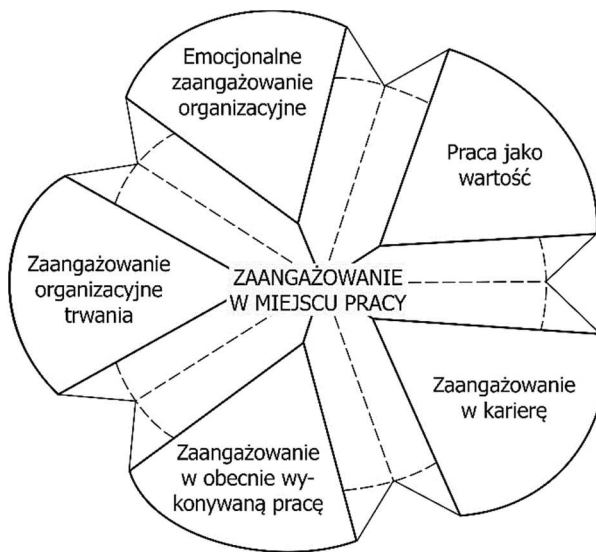 Emocjonalne
zaangażowanie
organizacyjne
Praca jako
wartość
Zaangażowanie
organizacyjne
trwania
ZAANGAŻOWANIE
W MIEJSCU PRACY
Zaangażowanie
w karierę
Zaangażowanie
w obecnie wy-
konywaną pracę